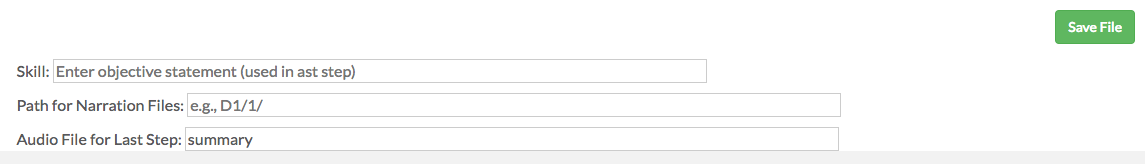 Save File
Skill: Enter objective statement (used in ast step)
Path for Narration Files: e.g., D1/1/
Audio File for Last Step: summary